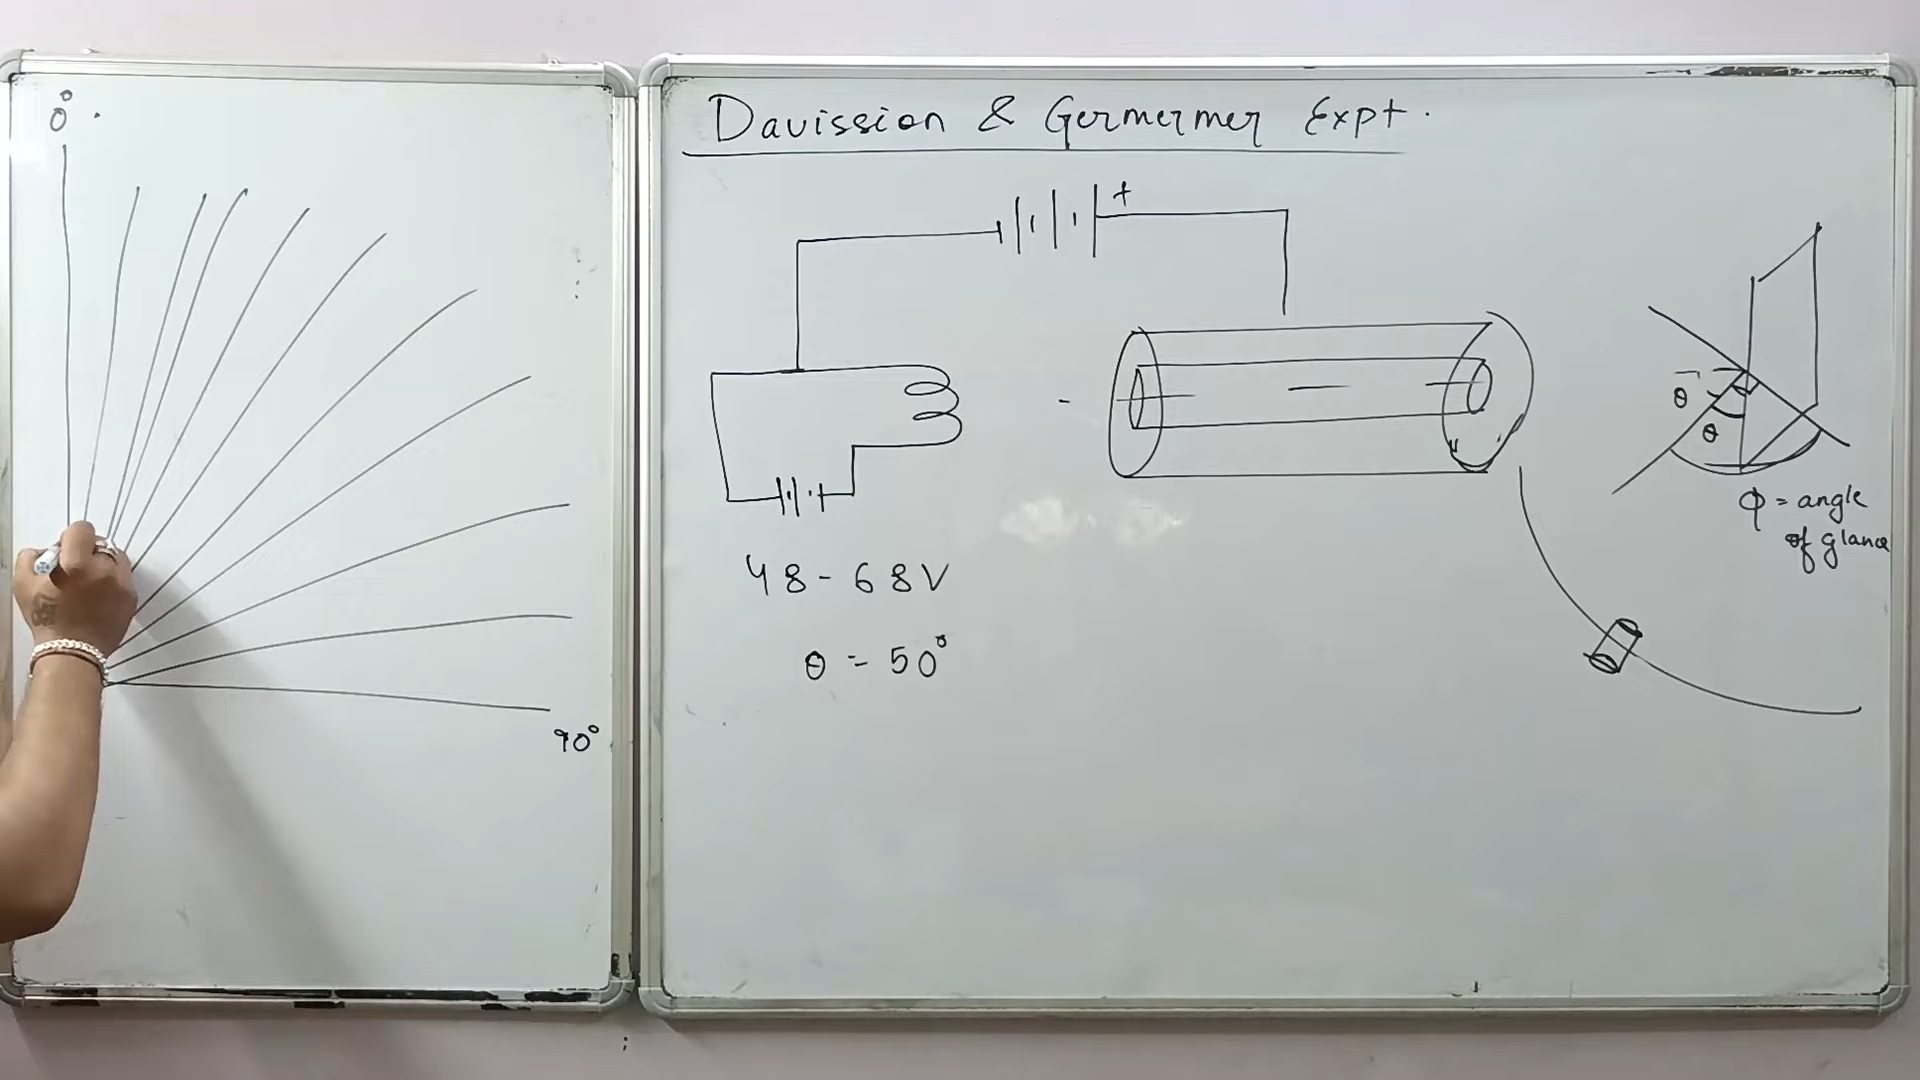 0°
90°
Davission & Germermer Expt.
+
-
48-68V
θ = 50°
θ
θ
φ = angle
of glance